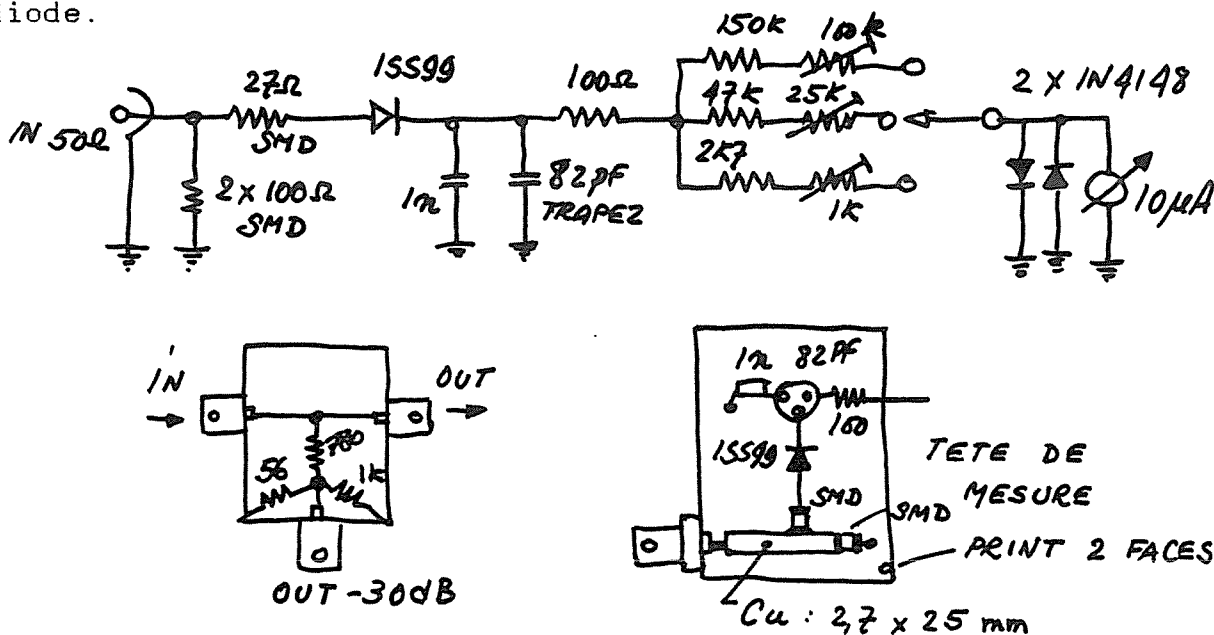 iode.
150K 100K
27Ω 1SS99 100Ω 47K 25K 2 x 1N4148
IN 50Ω SMD 2K7
2 x 100Ω
SMD 1n 82pF
TRAPEZ 1K 10µA
IN OUT 1n 82PF
56 1K 1SS99 100 TETE DE
SMD MESURE
SMD
PRINT 2 FACES
OUT -30dB
Cu : 2,7 x 25 mm